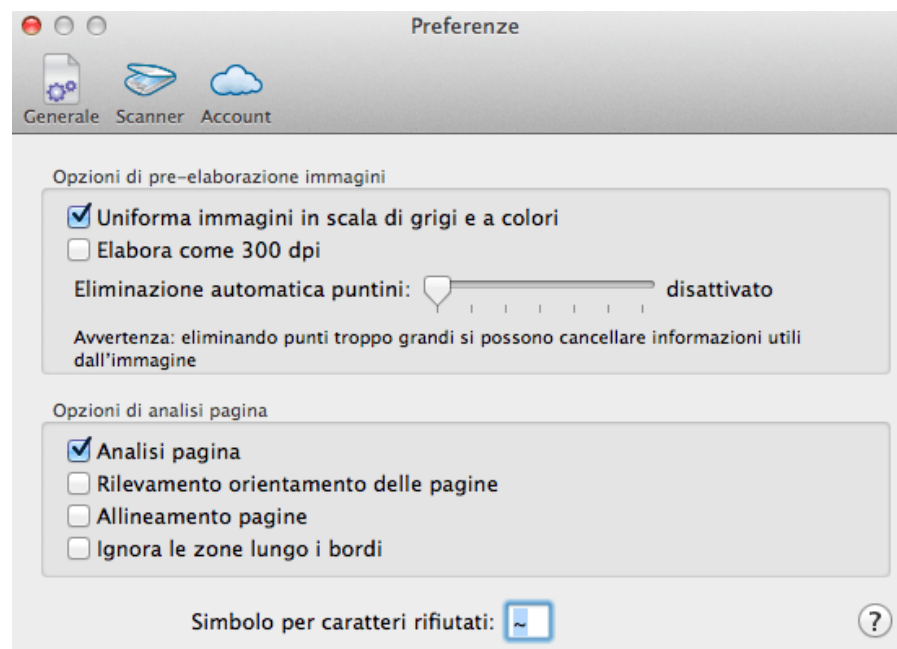 Preferenze
Generale Scanner Account
Opzioni di pre-elaborazione immagini
Uniforma immagini in scala di grigi e a colori
Elabora come 300 dpi
Eliminazione automatica puntini: disattivato
Avvertenza: eliminando punti troppo grandi si possono cancellare informazioni utili
dall'immagine
Opzioni di analisi pagina
Analisi pagina
Rilevamento orientamento delle pagine
Allineamento pagine
Ignora le zone lungo i bordi
Simbolo per caratteri rifiutati: ~ ?